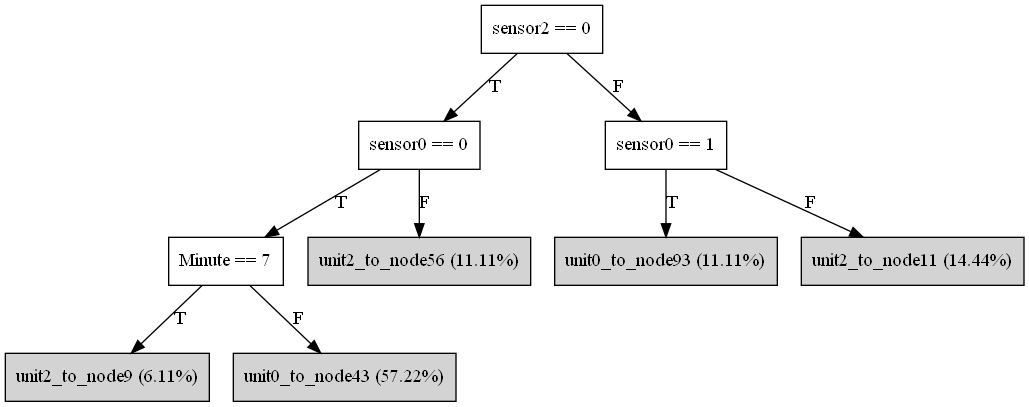 sensor2 == 0
T
F
sensor0 == 0
sensor0 == 1
T
F
T
F
Minute == 7
unit2_to_node56 (11.11%)
unit0_to_node93 (11.11%)
unit2_to_node11 (14.44%)
T
F
unit2_to_node9 (6.11%)
unit0_to_node43 (57.22%)